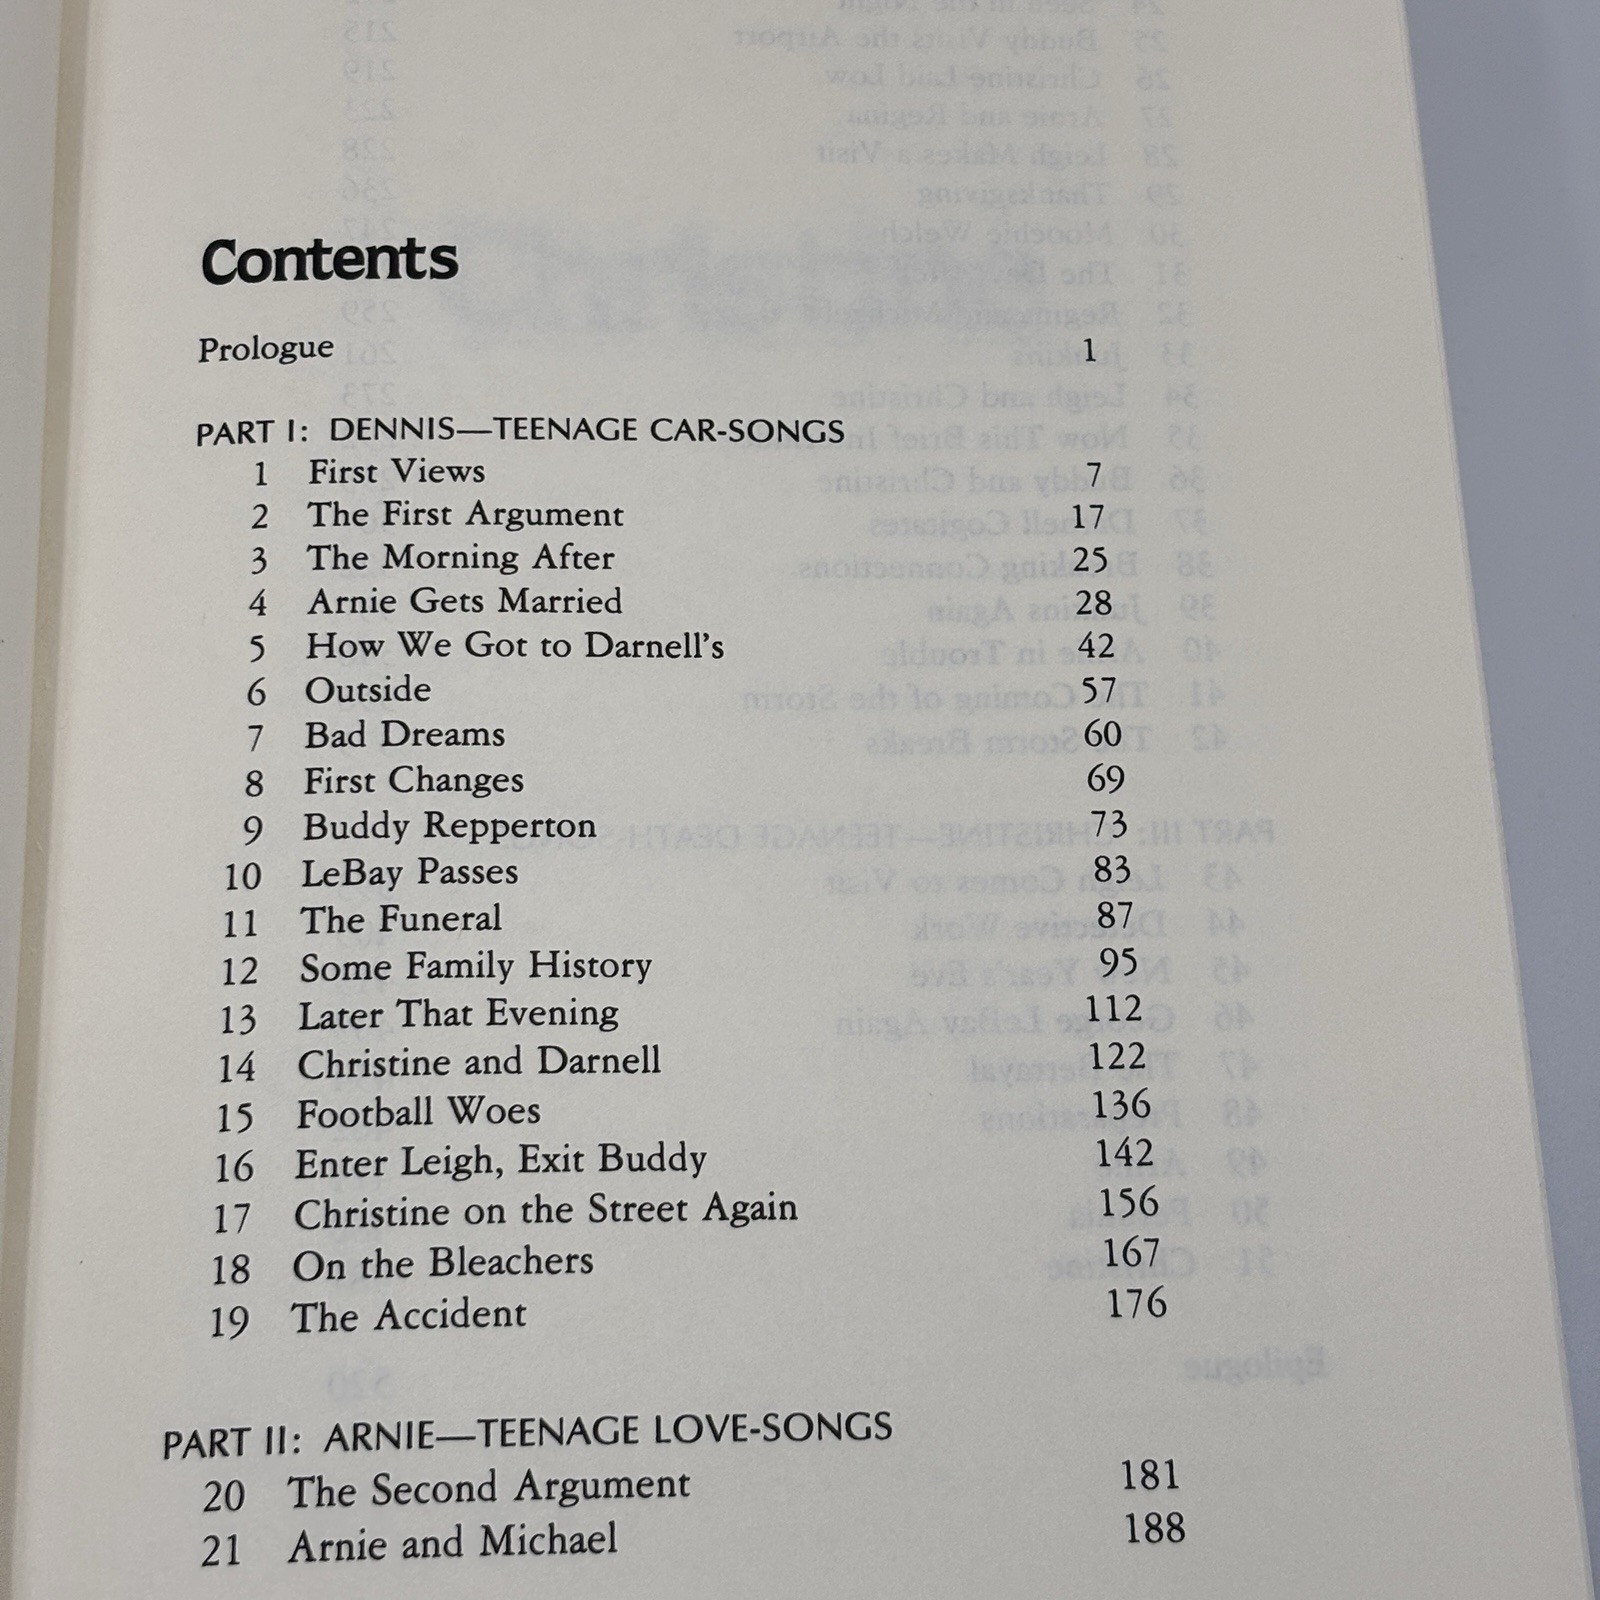 Contents
Prologue 1
PART I: DENNIS—TEENAGE CAR-SONGS
1 First Views 7
2 The First Argument 17
3 The Morning After 25
4 Arnie Gets Married 28
5 How We Got to Darnell's 42
6 Outside 57
7 Bad Dreams 60
8 First Changes 69
9 Buddy Repperton 73
10 LeBay Passes 83
11 The Funeral 87
12 Some Family History 95
13 Later That Evening 112
14 Christine and Darnell 122
15 Football Woes 136
16 Enter Leigh, Exit Buddy 142
17 Christine on the Street Again 156
18 On the Bleachers 167
19 The Accident 176
PART II: ARNIE—TEENAGE LOVE-SONGS
20 The Second Argument 181
21 Arnie and Michael 188